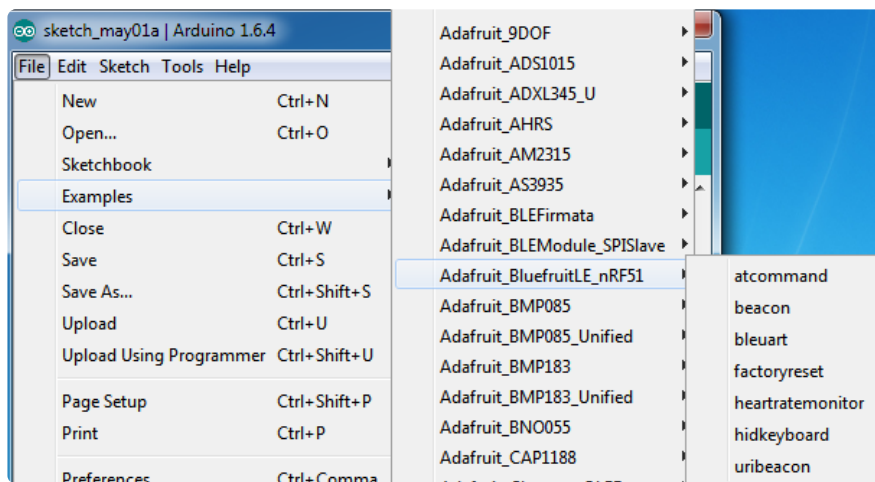 sketch_may01a | Arduino 1.6.4
File Edit Sketch Tools Help
New Ctrl+N
Open... Ctrl+O
Sketchbook
Examples
Close Ctrl+W
Save Ctrl+S
Save As... Ctrl+Shift+S
Upload Ctrl+U
Upload Using Programmer Ctrl+Shift+U
Page Setup Ctrl+Shift+P
Print Ctrl+P
Preferences Ctrl+Comma
Adafruit_9DOF
Adafruit_ADS1015
Adafruit_ADXL345_U
Adafruit_AHRS
Adafruit_AM2315
Adafruit_AS3935
Adafruit_BLEFirmata
Adafruit_BLEModule_SPISlave
Adafruit_BluefruitLE_nRF51
Adafruit_BMP085
Adafruit_BMP085_Unified
Adafruit_BMP183
Adafruit_BMP183_Unified
Adafruit_BNO055
Adafruit_CAP1188
atcommand
beacon
bleuart
factoryreset
heartratemonitor
hidkeyboard
uribeacon